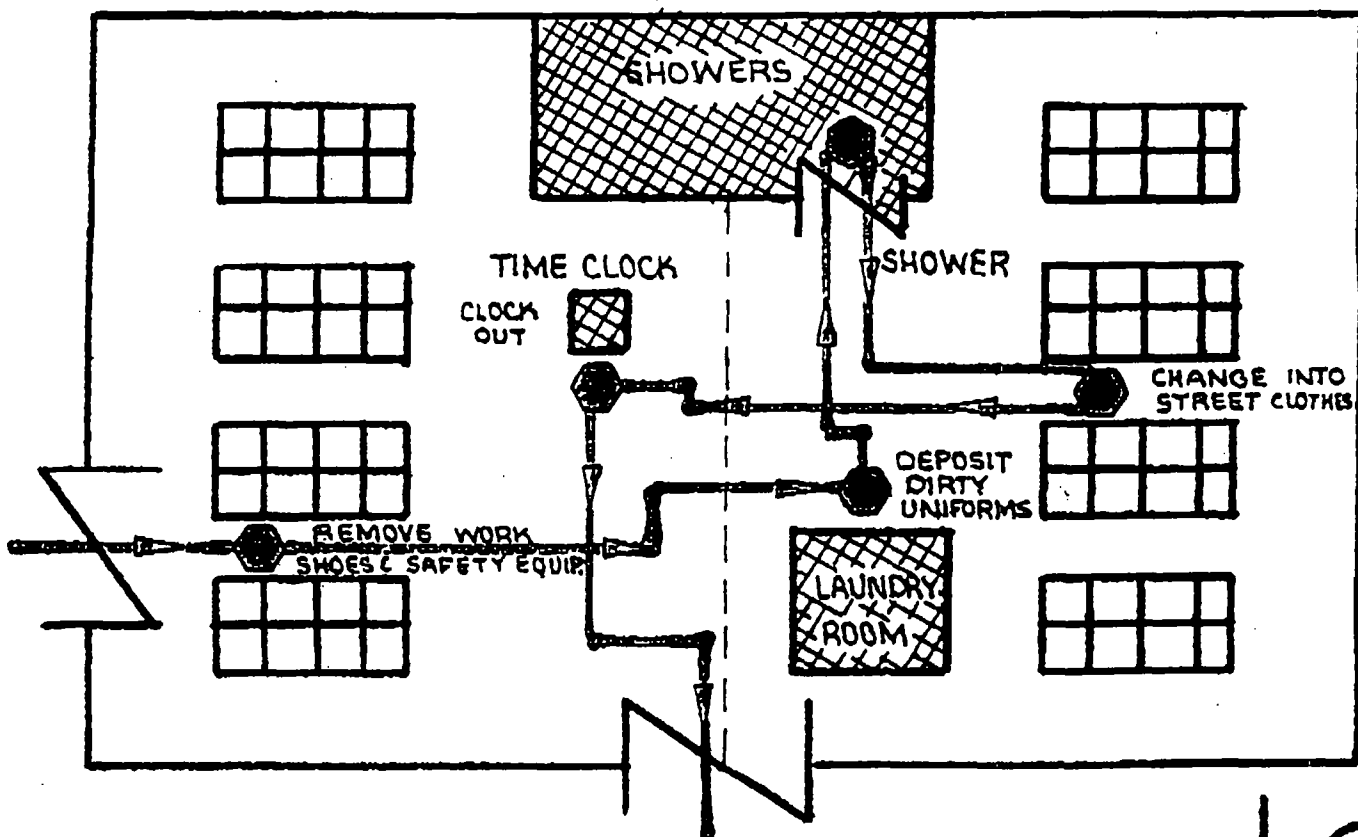 SHOWERS
TIME CLOCK
CLOCK
OUT
SHOWER
CHANGE INTO
STREET CLOTHES
DEPOSIT
DIRTY
UNIFORMS
REMOVE WORK
SHOES & SAFETY EQUIP.
LAUNDRY
ROOM